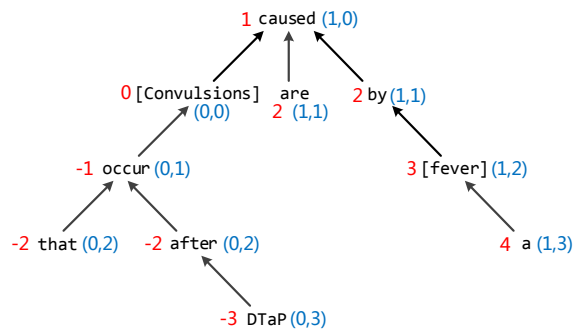 1 caused (1,0)
0 [Convulsions] (0,0) are 2 (1,1) 2 by (1,1)
-1 occur (0,1) 3 [fever] (1,2)
-2 that (0,2) -2 after (0,2) 4 a (1,3)
-3 DTaP (0,3)